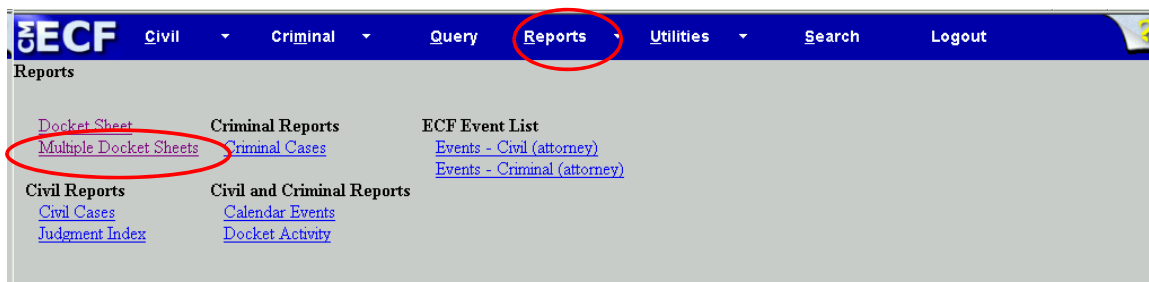 CM ECF Civil Criminal Query Reports Utilities Search Logout ?
Reports
Docket Sheet Criminal Reports ECF Event List
Multiple Docket Sheets Criminal Cases Events - Civil (attorney)
Events - Criminal (attorney)
Civil Reports Civil and Criminal Reports
Civil Cases Calendar Events
Judgment Index Docket Activity